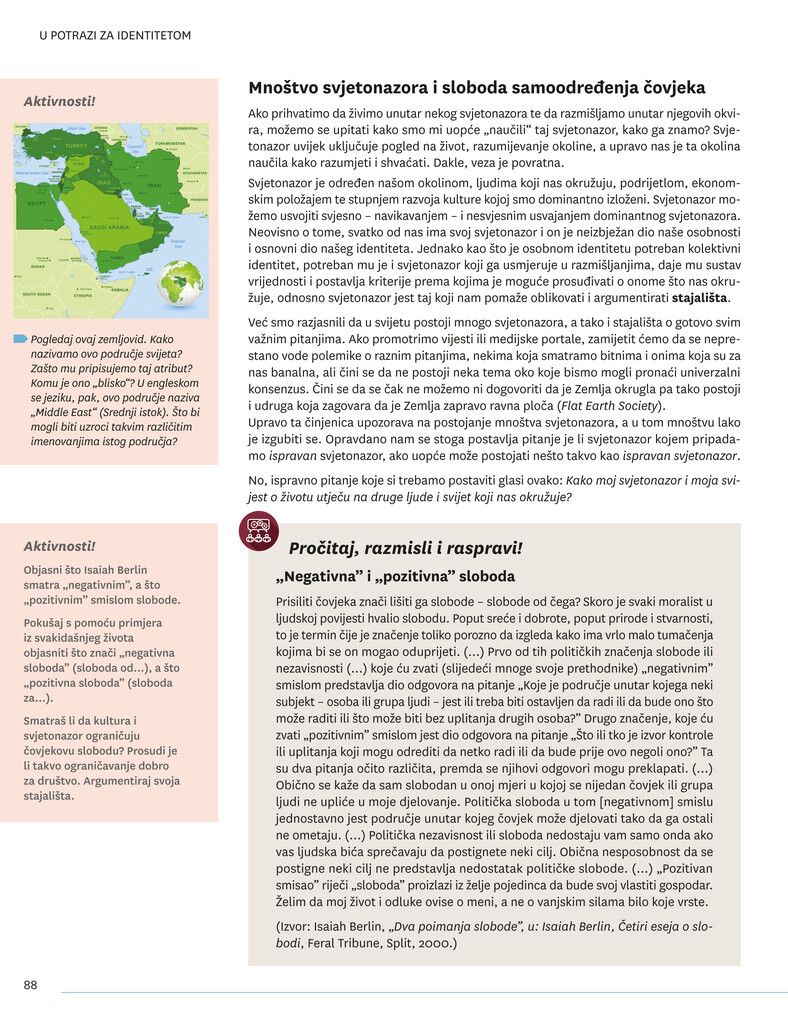 U POTRAZI ZA IDENTITETOM
Aktivnosti!
TURKEY
SYRIA
IRAQ
IRAN
EGYPT
SAUDI ARABIA
YEMEN
SUDAN
SOUTH SUDAN
ETHIOPIA
SOMALIA
UZBEKISTAN
TURKMENISTAN
AFGHANISTAN
PAKISTAN
Black Sea
Caspian Sea
Mediterranean Sea
Arabian Sea
Pogledaj ovaj zemljovid. Kako
nazivamo ovo područje svijeta?
Zašto mu pripisujemo taj atribut?
Komu je ono „blisko“? U engleskom
se jeziku, pak, ovo područje naziva
„Middle East“ (Srednji istok). Što bi
mogli biti uzroci takvim različitim
imenovanjima istog područja?
Aktivnosti!
Objasni što Isaiah Berlin
smatra „negativnim”, a što
„pozitivnim” smislom slobode.
Pokušaj s pomoću primjera
iz svakidašnjeg života
objasniti što znači „negativna
sloboda” (sloboda od…), a što
„pozitivna sloboda” (sloboda
za…).
Smatraš li da kultura i
svjetonazor ograničuju
čovjekovu slobodu? Prosudi je
li takvo ograničavanje dobro
za društvo. Argumentiraj svoja
stajališta.
Mnoštvo svjetonazora i sloboda samoodređenja čovjeka
Ako prihvatimo da živimo unutar nekog svjetonazora te da razmišljamo unutar njegovih okvi-
ra, možemo se upitati kako smo mi uopće „naučili” taj svjetonazor, kako ga znamo? Svje-
tonazor uvijek uključuje pogled na život, razumijevanje okoline, a upravo nas je ta okolina
naučila kako razumjeti i shvaćati. Dakle, veza je povratna.
Svjetonazor je određen našom okolinom, ljudima koji nas okružuju, podrijetlom, ekonom-
skim položajem te stupnjem razvoja kulture kojoj smo dominantno izloženi. Svjetonazor mo-
žemo usvojiti svjesno – navikavanjem – i nesvjesnim usvajanjem dominantnog svjetonazora.
Neovisno o tome, svatko od nas ima svoj svjetonazor i on je neizbježan dio naše osobnosti
i osnovni dio našeg identiteta. Jednako kao što je osobnom identitetu potreban kolektivni
identitet, potreban mu je i svjetonazor koji ga usmjeruje u razmišljanjima, daje mu sustav
vrijednosti i postavlja kriterije prema kojima je moguće prosuđivati o onome što nas okru-
žuje, odnosno svjetonazor jest taj koji nam pomaže oblikovati i argumentirati stajališta.
Već smo razjasnili da u svijetu postoji mnogo svjetonazora, a tako i stajališta o gotovo svim
važnim pitanjima. Ako promotrimo vijesti ili medijske portale, zamijetit ćemo da se nepre-
stano vode polemike o raznim pitanjima, nekima koja smatramo bitnima i onima koja su za
nas banalna, ali čini se da ne postoji neka tema oko koje bismo mogli pronaći univerzalni
konsenzus. Čini se da se čak ne možemo ni dogovoriti da je Zemlja okrugla pa tako postoji
i udruga koja zagovara da je Zemlja zapravo ravna ploča (Flat Earth Society).
Upravo ta činjenica upozorava na postojanje mnoštva svjetonazora, a u tom mnoštvu lako
je izgubiti se. Opravdano nam se stoga postavlja pitanje je li svjetonazor kojem pripada-
mo ispravan svjetonazor, ako uopće može postojati nešto takvo kao ispravan svjetonazor.
No, ispravno pitanje koje si trebamo postaviti glasi ovako: Kako moj svjetonazor i moja svi-
jest o životu utječu na druge ljude i svijet koji nas okružuje?
Pročitaj, razmisli i raspravi!
„Negativna” i „pozitivna” sloboda
Prisiliti čovjeka znači lišiti ga slobode – slobode od čega? Skoro je svaki moralist u
ljudskoj povijesti hvalio slobodu. Poput sreće i dobrote, poput prirode i stvarnosti,
to je termin čije je značenje toliko porozno da izgleda kako ima vrlo malo tumačenja
kojima bi se on mogao oduprijeti. (…) Prvo od tih političkih značenja slobode ili
nezavisnosti (…) koje ću zvati (slijedeći mnoge svoje prethodnike) „negativnim”
smislom predstavlja dio odgovora na pitanje „Koje je područje unutar kojega neki
subjekt – osoba ili grupa ljudi – jest ili treba biti ostavljen da radi ili da bude ono što
može raditi ili što može biti bez uplitanja drugih osoba?” Drugo značenje, koje ću
zvati „pozitivnim” smislom jest dio odgovora na pitanje „Što ili tko je izvor kontrole
ili uplitanja koji mogu odrediti da netko radi ili da bude prije ovo negoli ono?” Ta
su dva pitanja očito različita, premda se njihovi odgovori mogu preklapati. (…)
Obično se kaže da sam slobodan u onoj mjeri u kojoj se nijedan čovjek ili grupa
ljudi ne upliće u moje djelovanje. Politička sloboda u tom [negativnom] smislu
jednostavno jest područje unutar kojeg čovjek može djelovati tako da ga ostali
ne ometaju. (…) Politička nezavisnost ili sloboda nedostaju vam samo onda ako
vas ljudska bića sprečavaju da postignete neki cilj. Obična nesposobnost da se
postigne neki cilj ne predstavlja nedostatak političke slobode. (…) „Pozitivan
smisao” riječi „sloboda” proizlazi iz želje pojedinca da bude svoj vlastiti gospodar.
Želim da moj život i odluke ovise o meni, a ne o vanjskim silama bilo koje vrste.
(Izvor: Isaiah Berlin, „Dva poimanja slobode”, u: Isaiah Berlin, Četiri eseja o slo-
bodi, Feral Tribune, Split, 2000.)
88